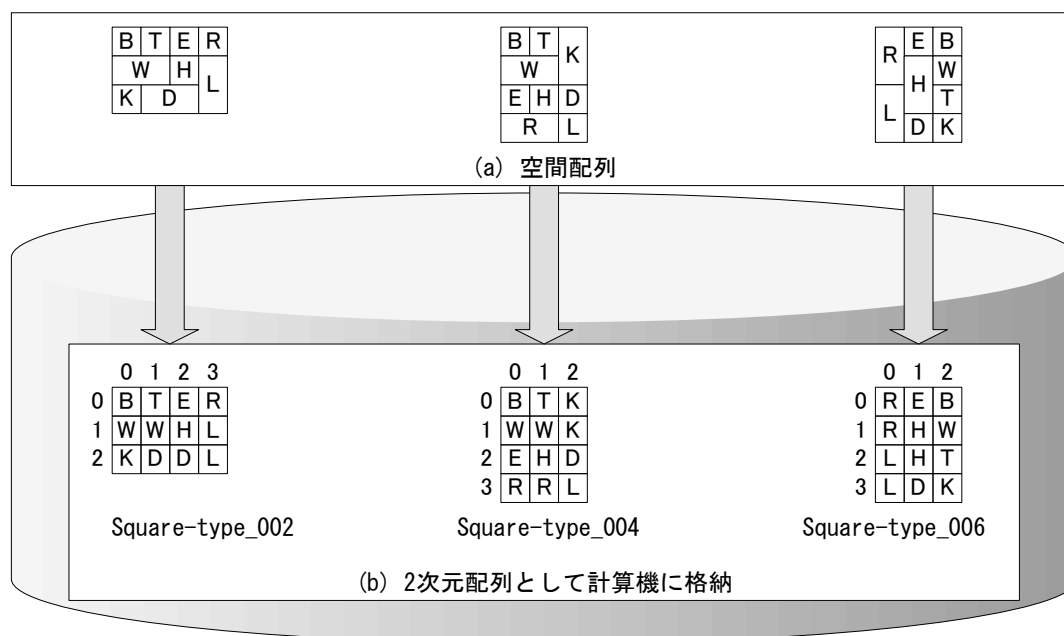 B T E R
W H
L
K D
B T
K
W
E H D
R L
E B
R
W
H
T
L
D K
(a) 空間配列
0 1 2 3
0 B T E R
1 W W H L
2 K D D L
Square-type_002
0 1 2
0 B T K
1 W W K
2 E H D
3 R R L
Square-type_004
0 1 2
0 R E B
1 R H W
2 L H T
3 L D K
Square-type_006
(b) 2次元配列として計算機に格納